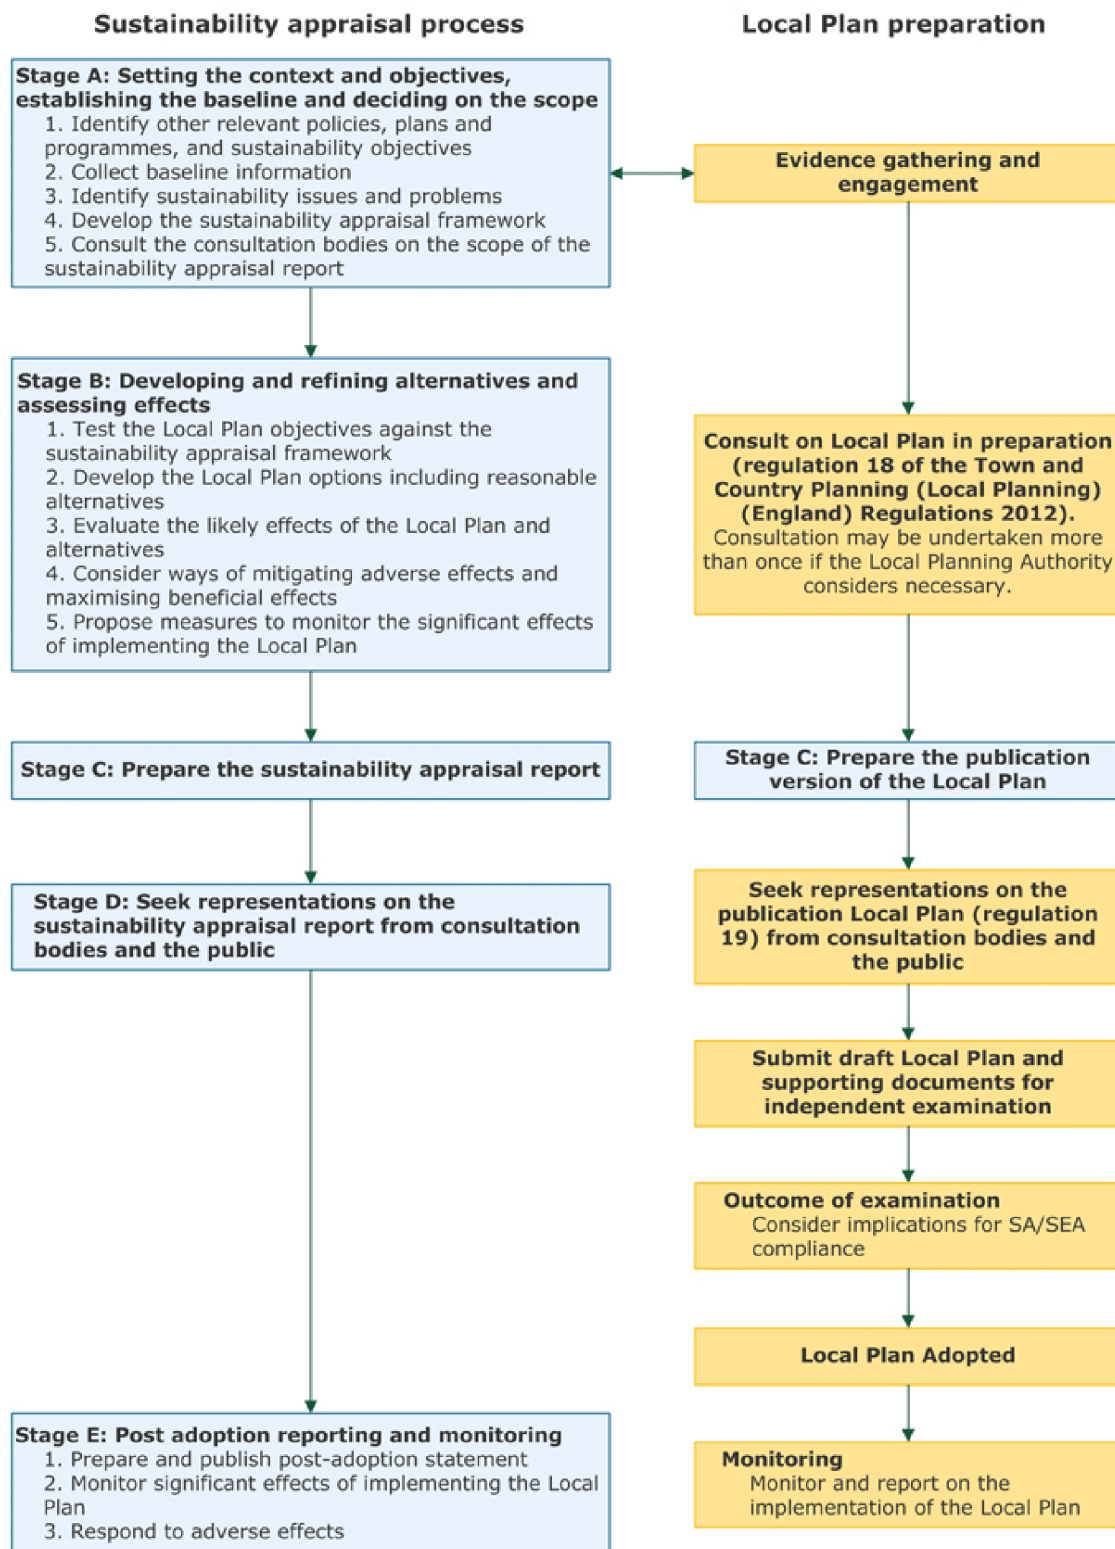 Sustainability appraisal process
Local Plan preparation
Stage A: Setting the context and objectives,
establishing the baseline and deciding on the scope
1. Identify other relevant policies, plans and
programmes, and sustainability objectives
2. Collect baseline information
3. Identify sustainability issues and problems
4. Develop the sustainability appraisal framework
5. Consult the consultation bodies on the scope of the
sustainability appraisal report
Evidence gathering and
engagement
Stage B: Developing and refining alternatives and
assessing effects
1. Test the Local Plan objectives against the
sustainability appraisal framework
2. Develop the Local Plan options including reasonable
alternatives
3. Evaluate the likely effects of the Local Plan and
alternatives
4. Consider ways of mitigating adverse effects and
maximising beneficial effects
5. Propose measures to monitor the significant effects
of implementing the Local Plan
Consult on Local Plan in preparation
(regulation 18 of the Town and
Country Planning (Local Planning)
(England) Regulations 2012).
Consultation may be undertaken more
than once if the Local Planning Authority
considers necessary.
Stage C: Prepare the sustainability appraisal report
Stage C: Prepare the publication
version of the Local Plan
Stage D: Seek representations on the
sustainability appraisal report from consultation
bodies and the public
Seek representations on the
publication Local Plan (regulation
19) from consultation bodies and
the public
Submit draft Local Plan and
supporting documents for
independent examination
Outcome of examination
Consider implications for SA/SEA
compliance
Local Plan Adopted
Stage E: Post adoption reporting and monitoring
1. Prepare and publish post-adoption statement
2. Monitor significant effects of implementing the Local
Plan
3. Respond to adverse effects
Monitoring
Monitor and report on the
implementation of the Local Plan